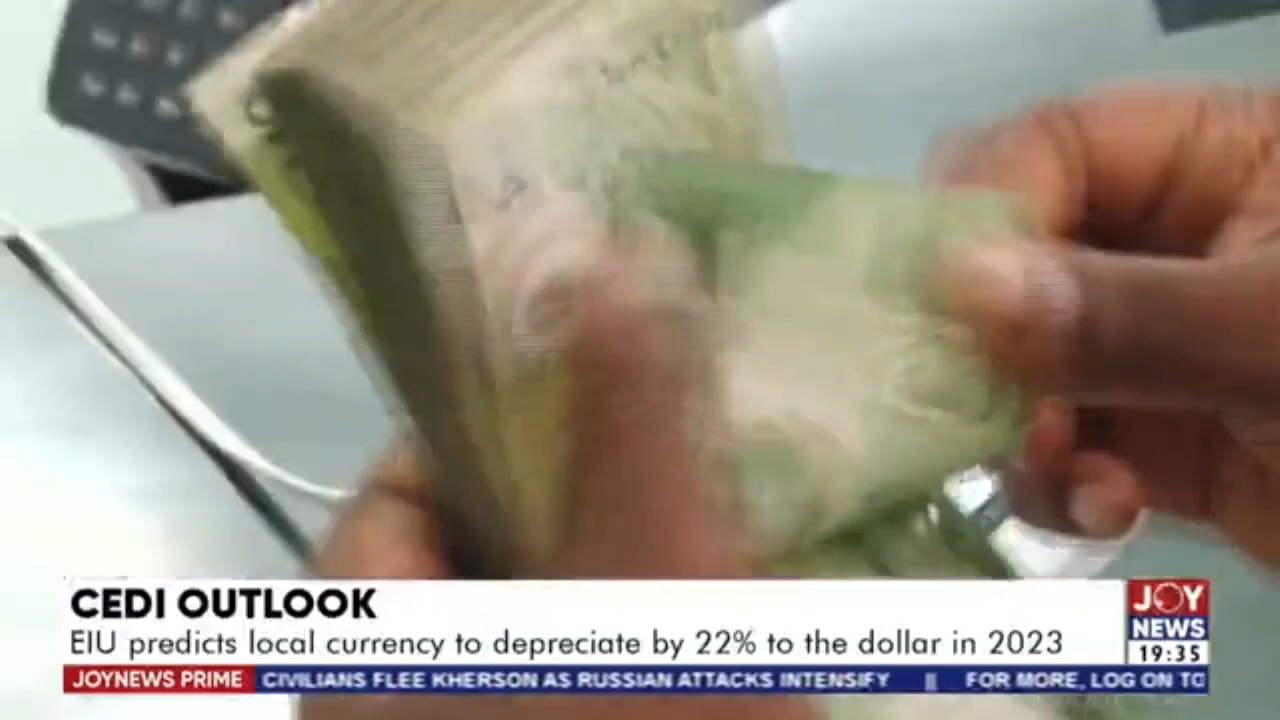 CEDI OUTLOOK
EIU predicts local currency to depreciate by 22% to the dollar in 2023
JOY
NEWS
19:35
JOYNEWS PRIME
CIVILIANS FLEE KHERSON AS RUSSIAN ATTACKS INTENSIFY || FOR MORE, LOG ON TO